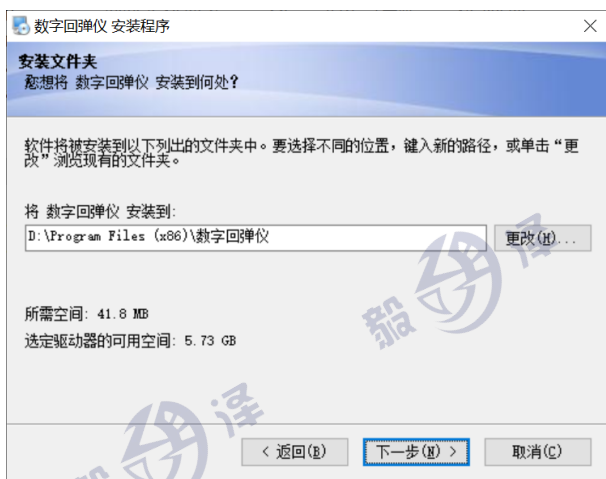 数字回弹仪 安装程序
安装文件夹
您想将 数字回弹仪 安装到何处?
软件将被安装到以下列出的文件夹中。要选择不同的位置，键入新的路径，或单击“更
改”浏览现有的文件夹。
将 数字回弹仪 安装到:
D:\Program Files (x86)\数字回弹仪
更改(H)...
所需空间: 41.8 MB
选定驱动器的可用空间: 5.73 GB
毅 泽
毅 泽
< 返回(B)
下一步(N) >
取消(C)